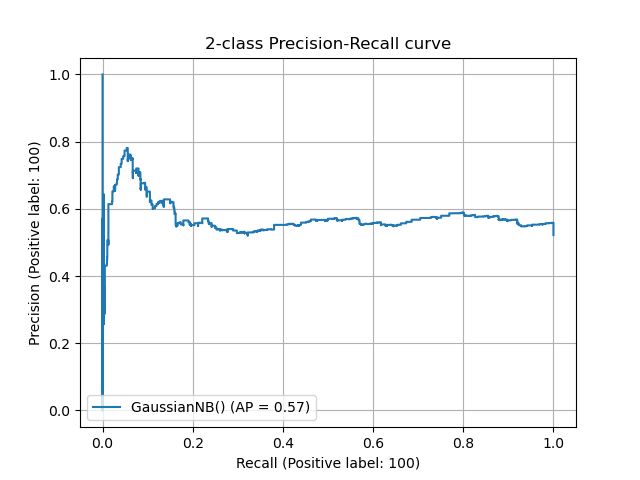 2-class Precision-Recall curve
1.0
0.8
0.6
0.4
0.2
0.0
Precision (Positive label: 100)
GaussianNB() (AP = 0.57)
0.0 0.2 0.4 0.6 0.8 1.0
Recall (Positive label: 100)